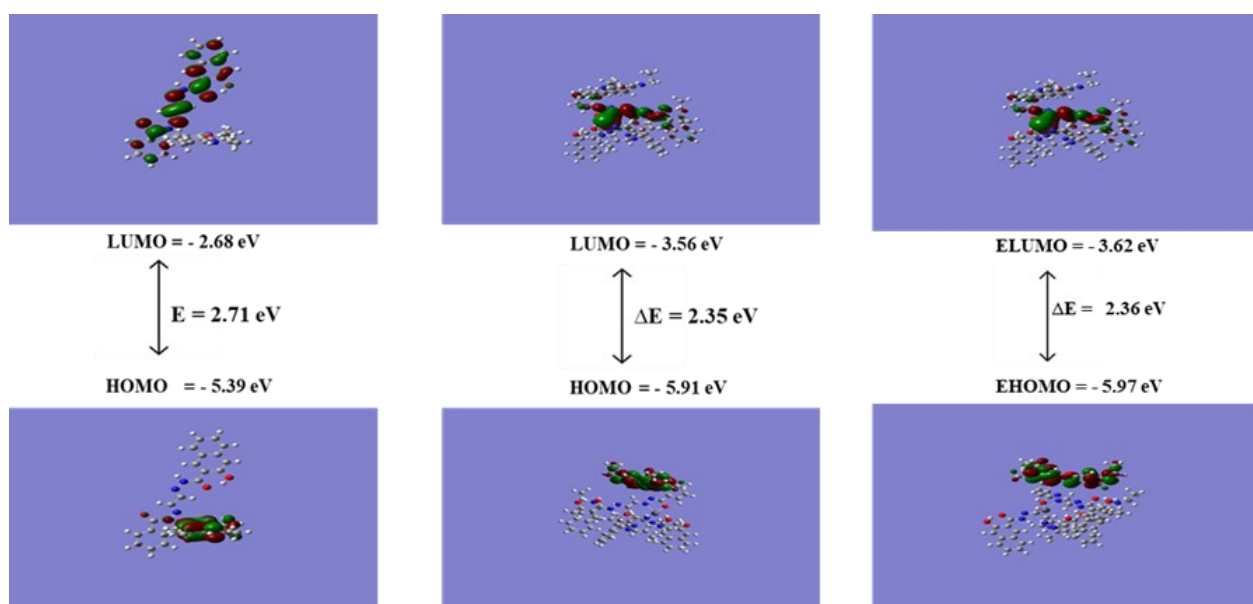 LUMO = - 2.68 eV
E = 2.71 eV
HOMO = - 5.39 eV
LUMO = - 3.56 eV
ΔE = 2.35 eV
HOMO = - 5.91 eV
ELUMO = - 3.62 eV
ΔE = 2.36 eV
EHOMO = - 5.97 eV